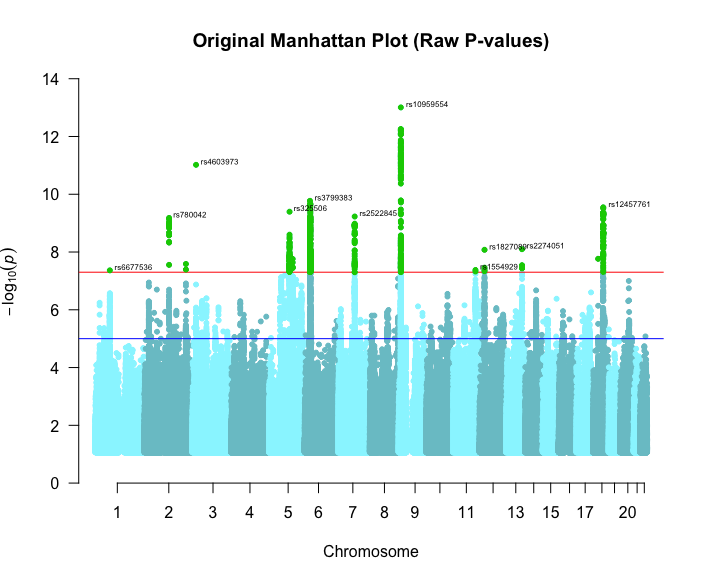 Original Manhattan Plot (Raw P-values)
14
12
10
8
6
4
2
0
−log10(p)
rs10959554
rs4603973
rs3799383
rs12457761
rs325506
rs780042
rs2522845
rs2274051
rs6677536
rs1554929
1 2 3 4 5 6 7 8 9 11 13 15 17 20
Chromosome